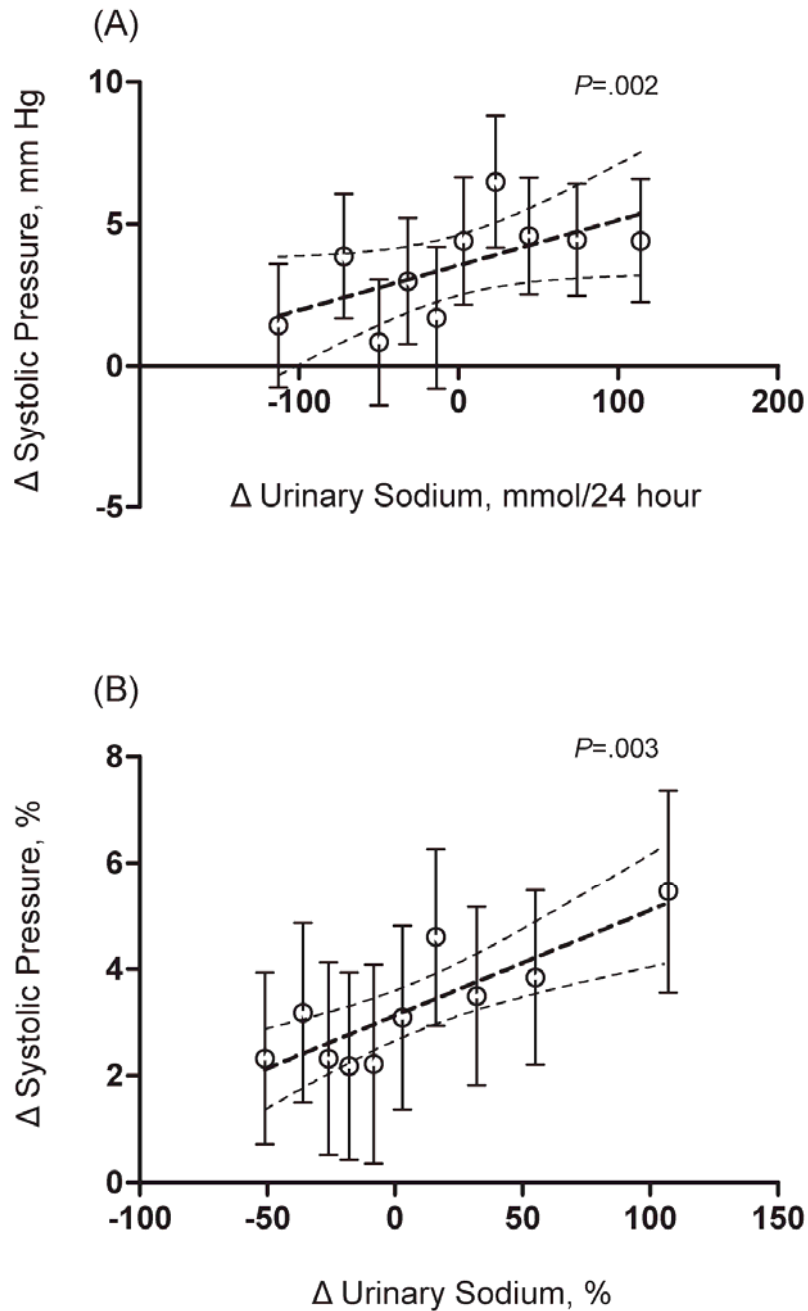 (A)
P=.002
Δ Systolic Pressure, mm Hg
10
5
0
-5
-100
0
100
200
Δ Urinary Sodium, mmol/24 hour
(B)
P=.003
Δ Systolic Pressure, %
8
6
4
2
0
-100
-50
0
50
100
150
Δ Urinary Sodium, %